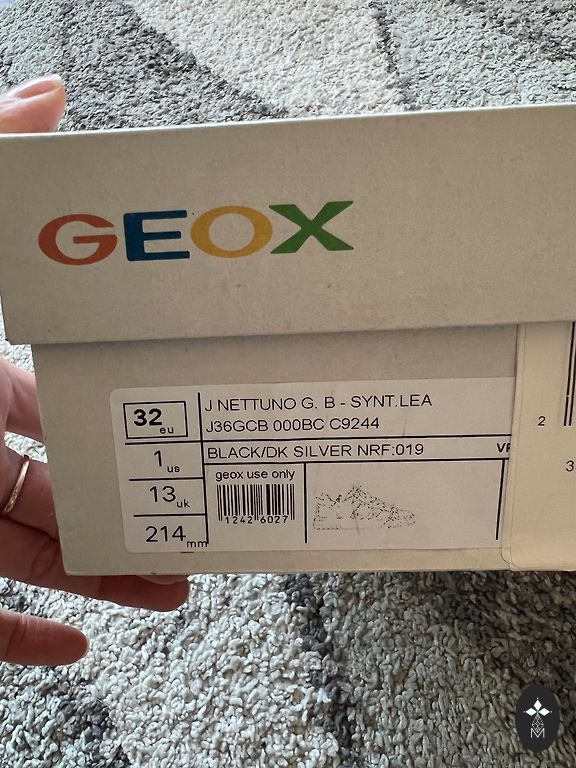 GEOX
32 eu
1 us
13 uk
214 mm
J NETTUNO G. B - SYNT.LEA
J36GCB 000BC C9244
BLACK/DK SILVER NRF:019
geox use only
1242 6027
2
3
M